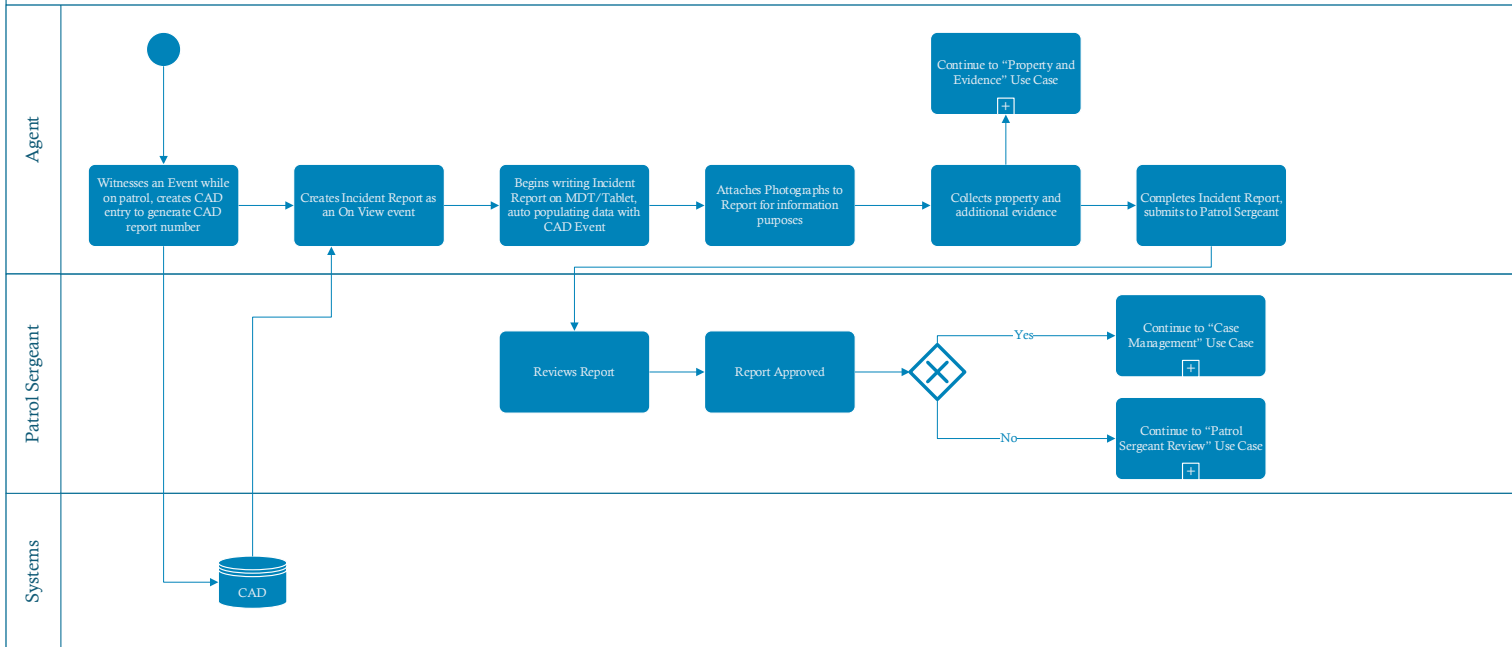 Agent
Continue to “Property and
Evidence” Use Case
Witnesses an Event while
on patrol, creates CAD
entry to generate CAD
report number
Creates Incident Report as
an On View event
Begins writing Incident
Report on MDT/Tablet,
auto populating data with
CAD Event
Attaches Photographs to
Report for information
purposes
Collects property and
additional evidence
Completes Incident Report,
submits to Patrol Sergeant
Patrol Sergeant
Reviews Report
Report Approved
Yes
Continue to “Case
Management” Use Case
No
Continue to “Patrol
Sergeant Review” Use Case
Systems
CAD